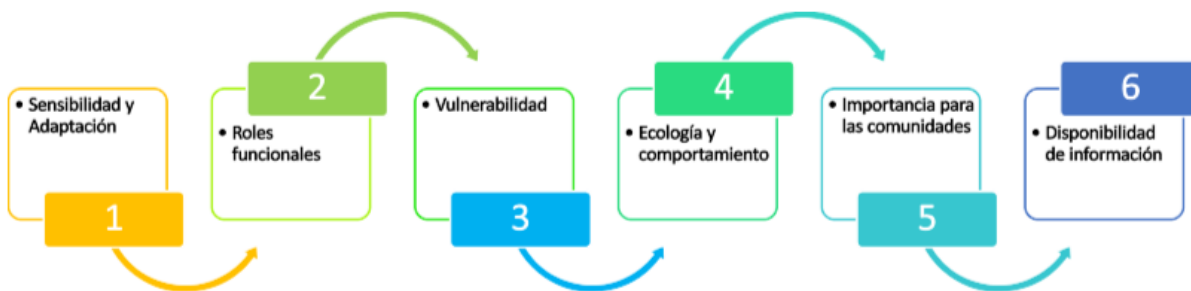 • Sensibilidad y
Adaptación
1
2
• Roles
funcionales
• Vulnerabilidad
3
4
• Ecología y
comportamiento
• Importancia para
las comunidades
5
6
• Disponibilidad
de información